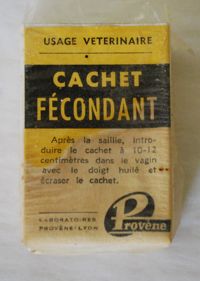 USAGE VETERINAIRE
CACHET
FÉCONDANT
Après la saillie, intro-
duire le cachet à 10-12
centimètres dans le vagin
avec le doigt huilé et
écraser le cachet.
LABORATOIRES
PROVÈNE-LYON
Provène